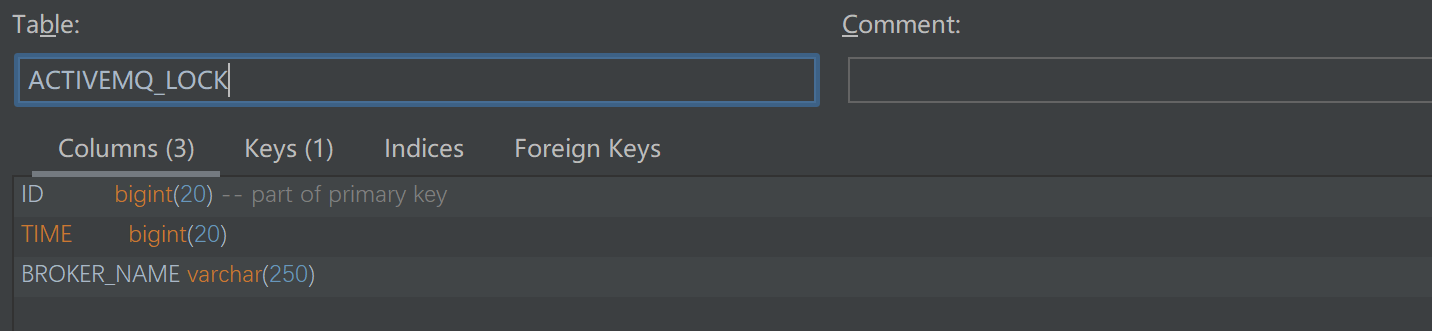 Table: Comment:
ACTIVEMQ_LOCK
Columns (3) Keys (1) Indices Foreign Keys
ID bigint(20) -- part of primary key
TIME bigint(20)
BROKER_NAME varchar(250)